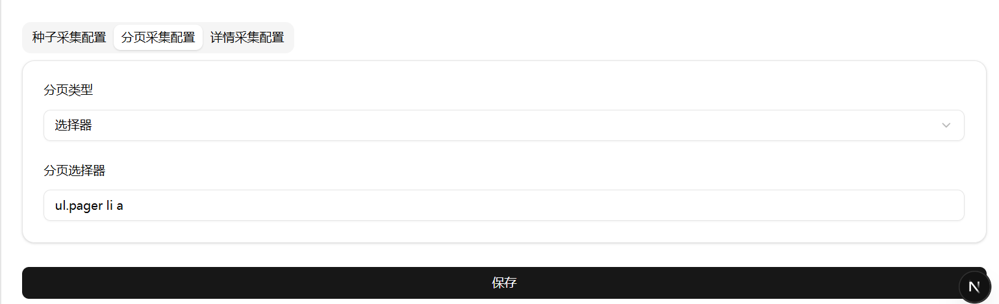 种子采集配置 分页采集配置 详情采集配置
分页类型
选择器
分页选择器
ul.pager li a
保存
N